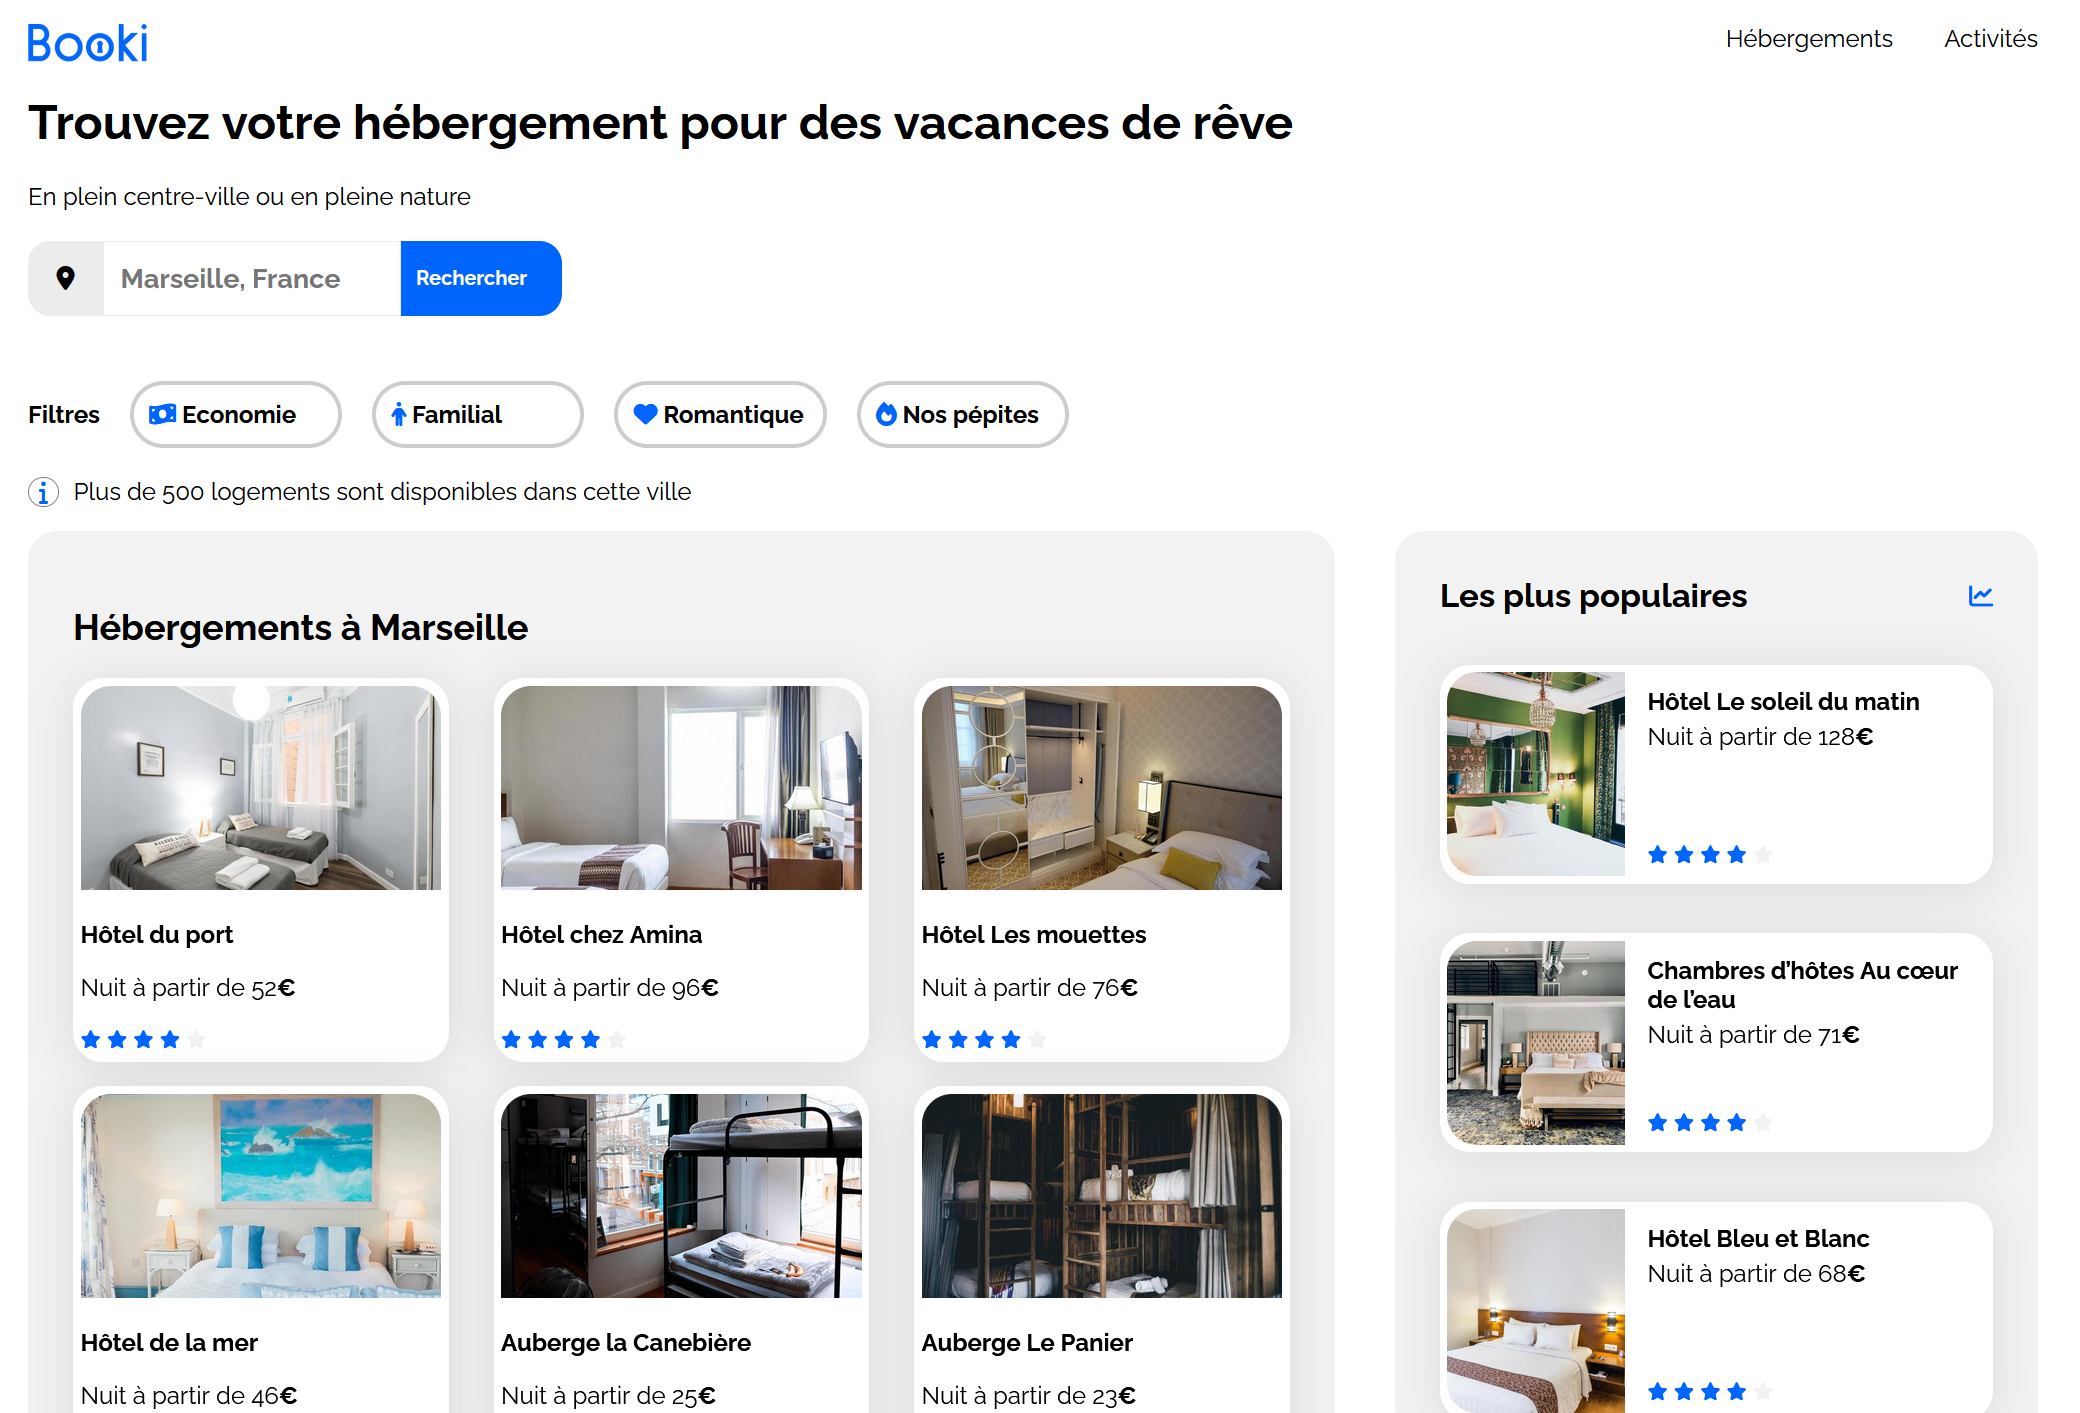 Booki
Hébergements
Activités
Trouvez votre hébergement pour des vacances de rêve
En plein centre-ville ou en pleine nature
Marseille, France
Rechercher
Filtres
Economie
Familial
Romantique
Nos pépites
Plus de 500 logements sont disponibles dans cette ville
Hébergements à Marseille
Hôtel du port
Nuit à partir de 52€
Hôtel chez Amina
Nuit à partir de 96€
Hôtel Les mouettes
Nuit à partir de 76€
Hôtel de la mer
Nuit à partir de 46€
Auberge la Canebière
Nuit à partir de 25€
Auberge Le Panier
Nuit à partir de 23€
Les plus populaires
Hôtel Le soleil du matin
Nuit à partir de 128€
Chambres d’hôtes Au cœur
de l’eau
Nuit à partir de 71€
Hôtel Bleu et Blanc
Nuit à partir de 68€